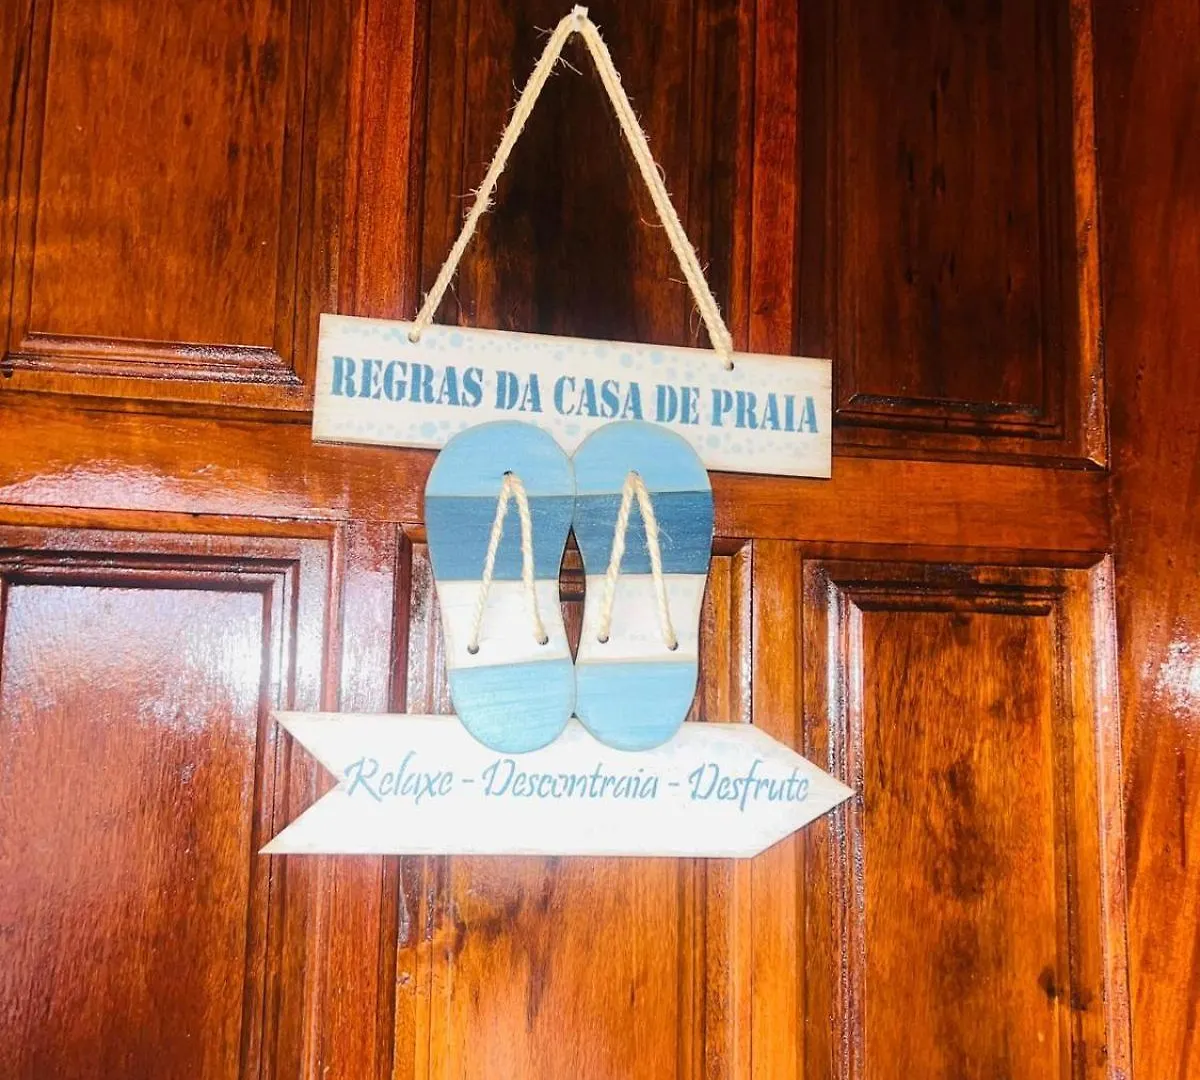 REGRAS DA CASA DE PRAIA
Relaxe - Descontraia - Desfrute